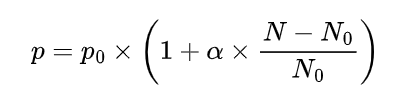 p = p₀ × (1 + α × (N − N₀) / N₀)